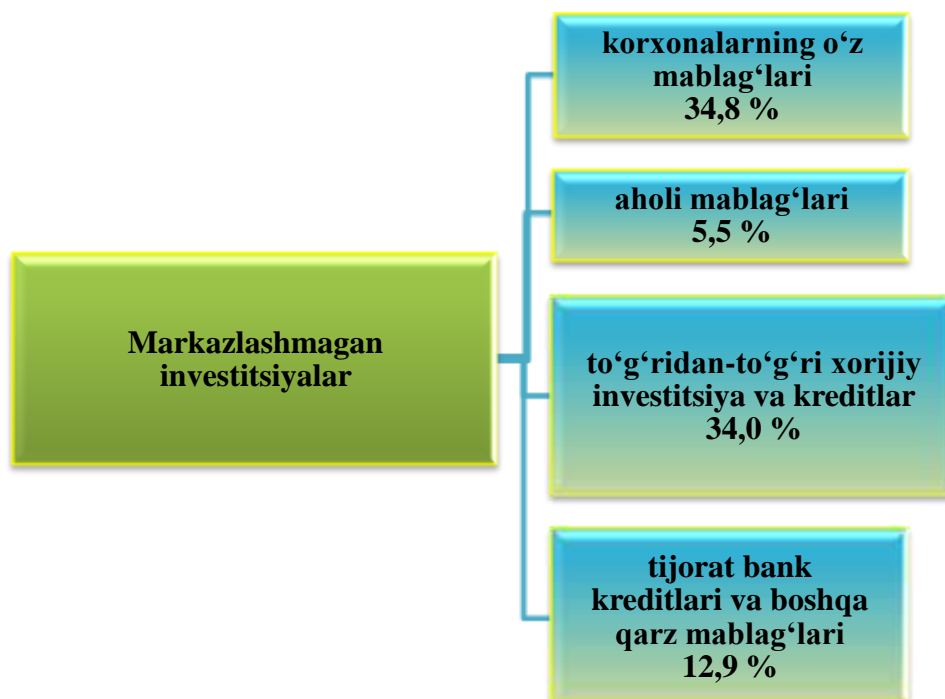 korxonalarning o‘z
mablag‘lari
34,8 %
aholi mablag‘lari
5,5 %
Markazlashmagan
investitsiyalar
to‘g‘ridan-to‘g‘ri xorijiy
investitsiya va kreditlar
34,0 %
tijorat bank
kreditlari va boshqa
qarz mablag‘lari
12,9 %